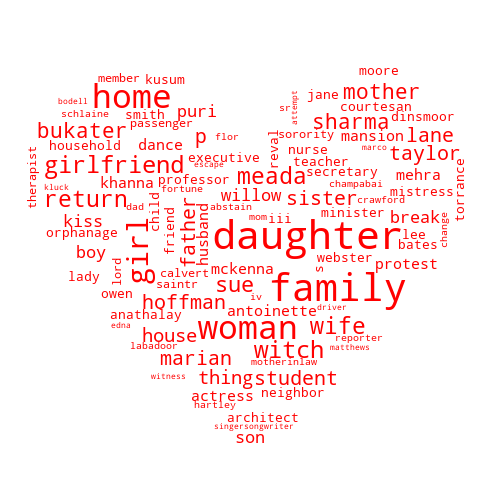 moore
member kusum
home
jane mother
bodell
schlaine smith puri
attempt
sr
courtesan
bukater passenger p flor
sharma dinsmoor
household dance
reval
sorority mansion lane
marco
therapist
girlfriend executive escape
nurse
teacher taylor
kluck
khanna professor meada secretary mehra
return fortune willow sister champabai mistress
crawford
torrance
kiss dad child
father
husband
abstain
mom iii minister break
change
orphanage friend
girl
daughter lee
boy
bates
lord
mckenna s webster protest
lady calvert sue
owen saintr family
hoffman iv
anathalay antoinette driver
edna
house woman wife
reporter
labadoor
marian witch matthews
motherinlaw
witness thing student
actress neighbor
hartley
architect
singersongwriter
son